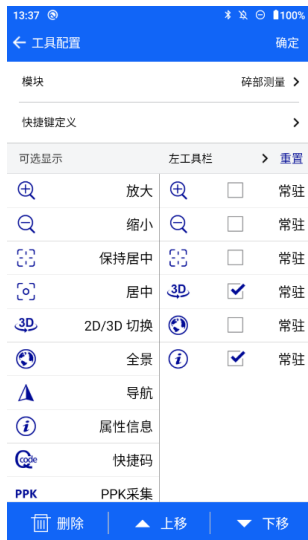 13:37 100%
工具配置 确定
模块 碎部测量
快捷键定义
可选显示 左工具栏 重置
放大 常驻
缩小 常驻
保持居中 常驻
居中 3D 常驻
3D 2D/3D 切换 常驻
全景 i 常驻
导航
i 属性信息
code 快捷码
PPK PPK采集
删除 上移 下移